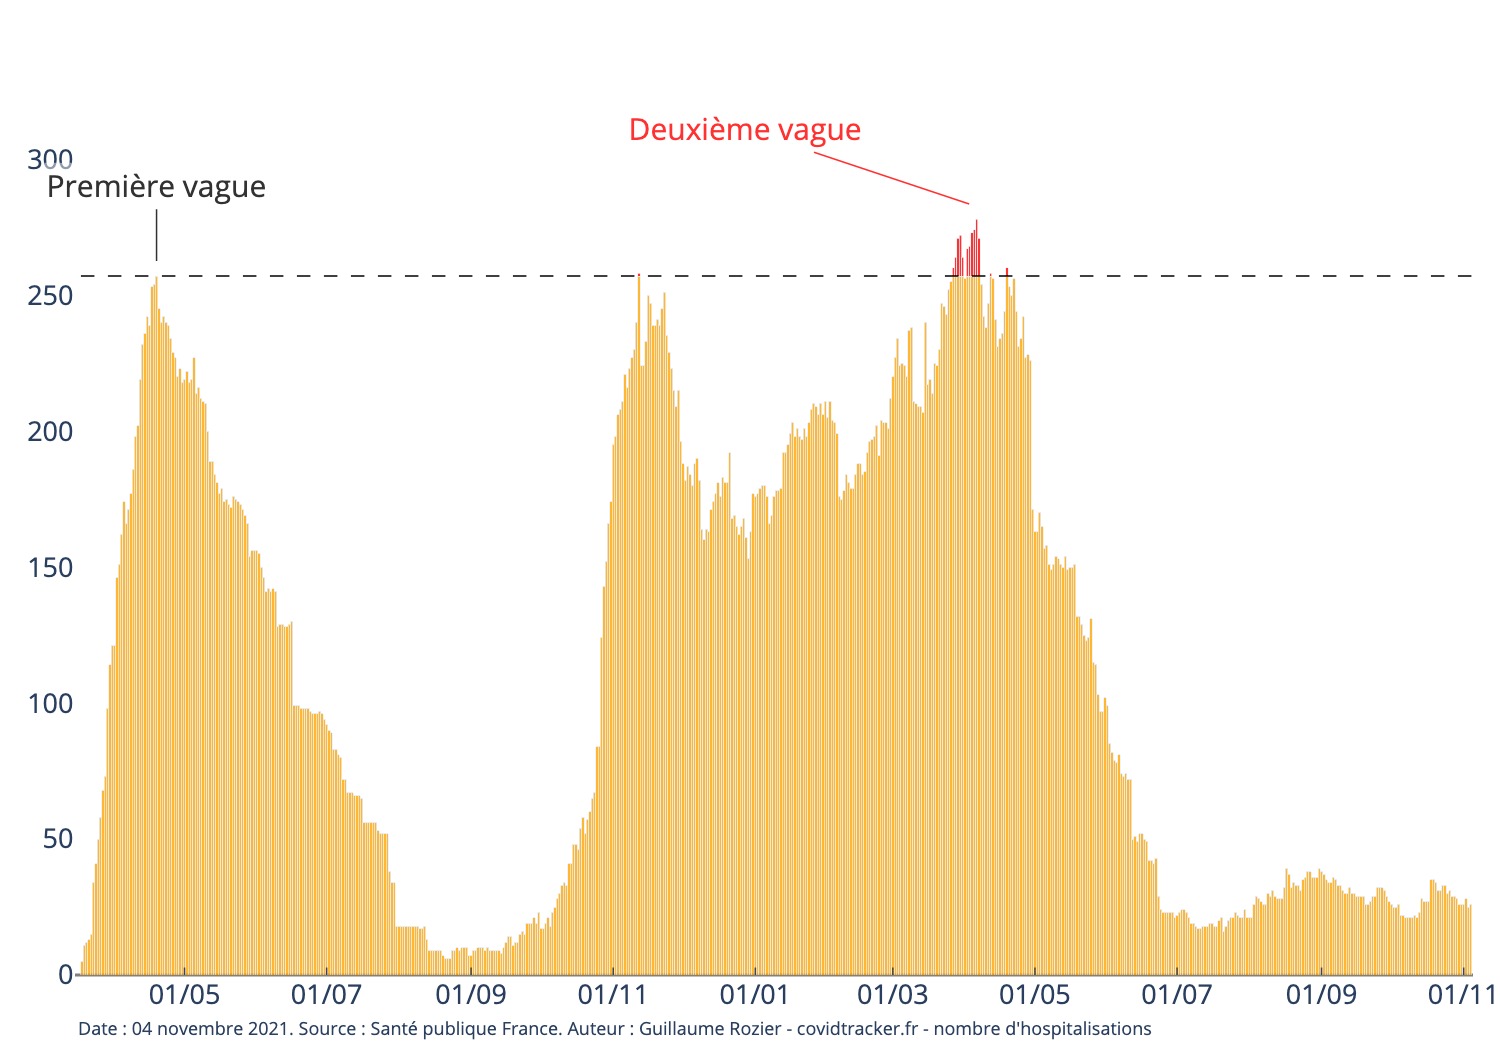 Deuxième vague
300
Première vague
250
200
150
100
50
0
01/05 01/07 01/09 01/11 01/01 01/03 01/05 01/07 01/09 01/11
Date : 04 novembre 2021. Source : Santé publique France. Auteur : Guillaume Rozier - covidtracker.fr - nombre d'hospitalisations